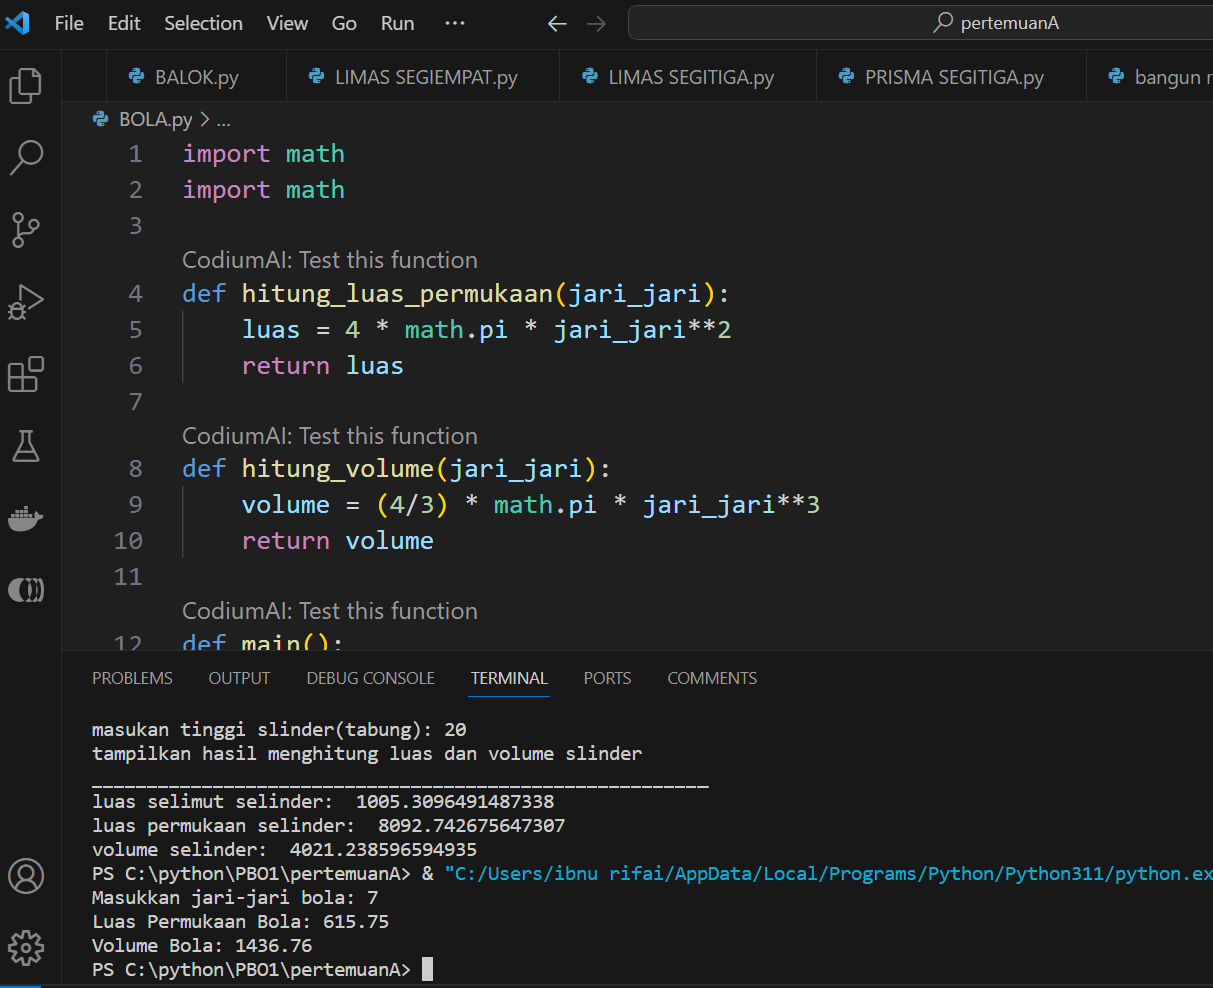 File Edit Selection View Go Run ··· pertemuanA
BALOK.py LIMAS SEGIEMPAT.py LIMAS SEGITIGA.py PRISMA SEGITIGA.py bangun r
BOLA.py > ...
1 import math
2 import math
3
CodiumAI: Test this function
4 def hitung_luas_permukaan(jari_jari):
5 luas = 4 * math.pi * jari_jari**2
6 return luas
7
CodiumAI: Test this function
8 def hitung_volume(jari_jari):
9 volume = (4/3) * math.pi * jari_jari**3
10 return volume
11
CodiumAI: Test this function
12 def main():
PROBLEMS OUTPUT DEBUG CONSOLE TERMINAL PORTS COMMENTS
masukan tinggi slinder(tabung): 20
tampilkan hasil menghitung luas dan volume slinder
________________________________________________________
luas selimut selinder:  1005.3096491487338
luas permukaan selinder:  8092.742675647307
volume selinder:  4021.238596594935
PS C:\python\PBO1\pertemuanA> & "C:/Users/ibnu rifai/AppData/Local/Programs/Python/Python311/python.ex
Masukkan jari-jari bola: 7
Luas Permukaan Bola: 615.75
Volume Bola: 1436.76
PS C:\python\PBO1\pertemuanA>